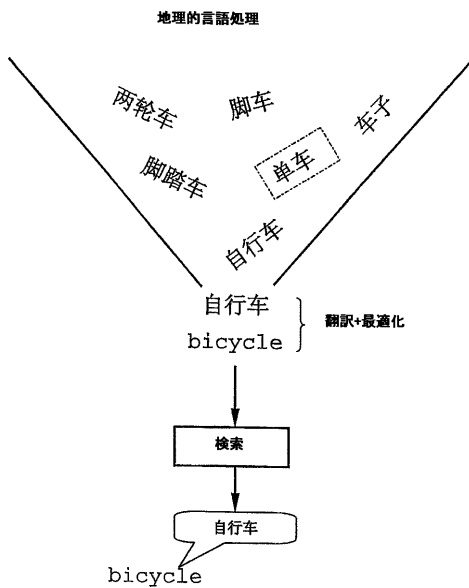 地理的言語処理
两轮车
脚车
车子
脚踏车
单车
自行车
自行车
bicycle
翻訳+最適化
検索
自行车
bicycle